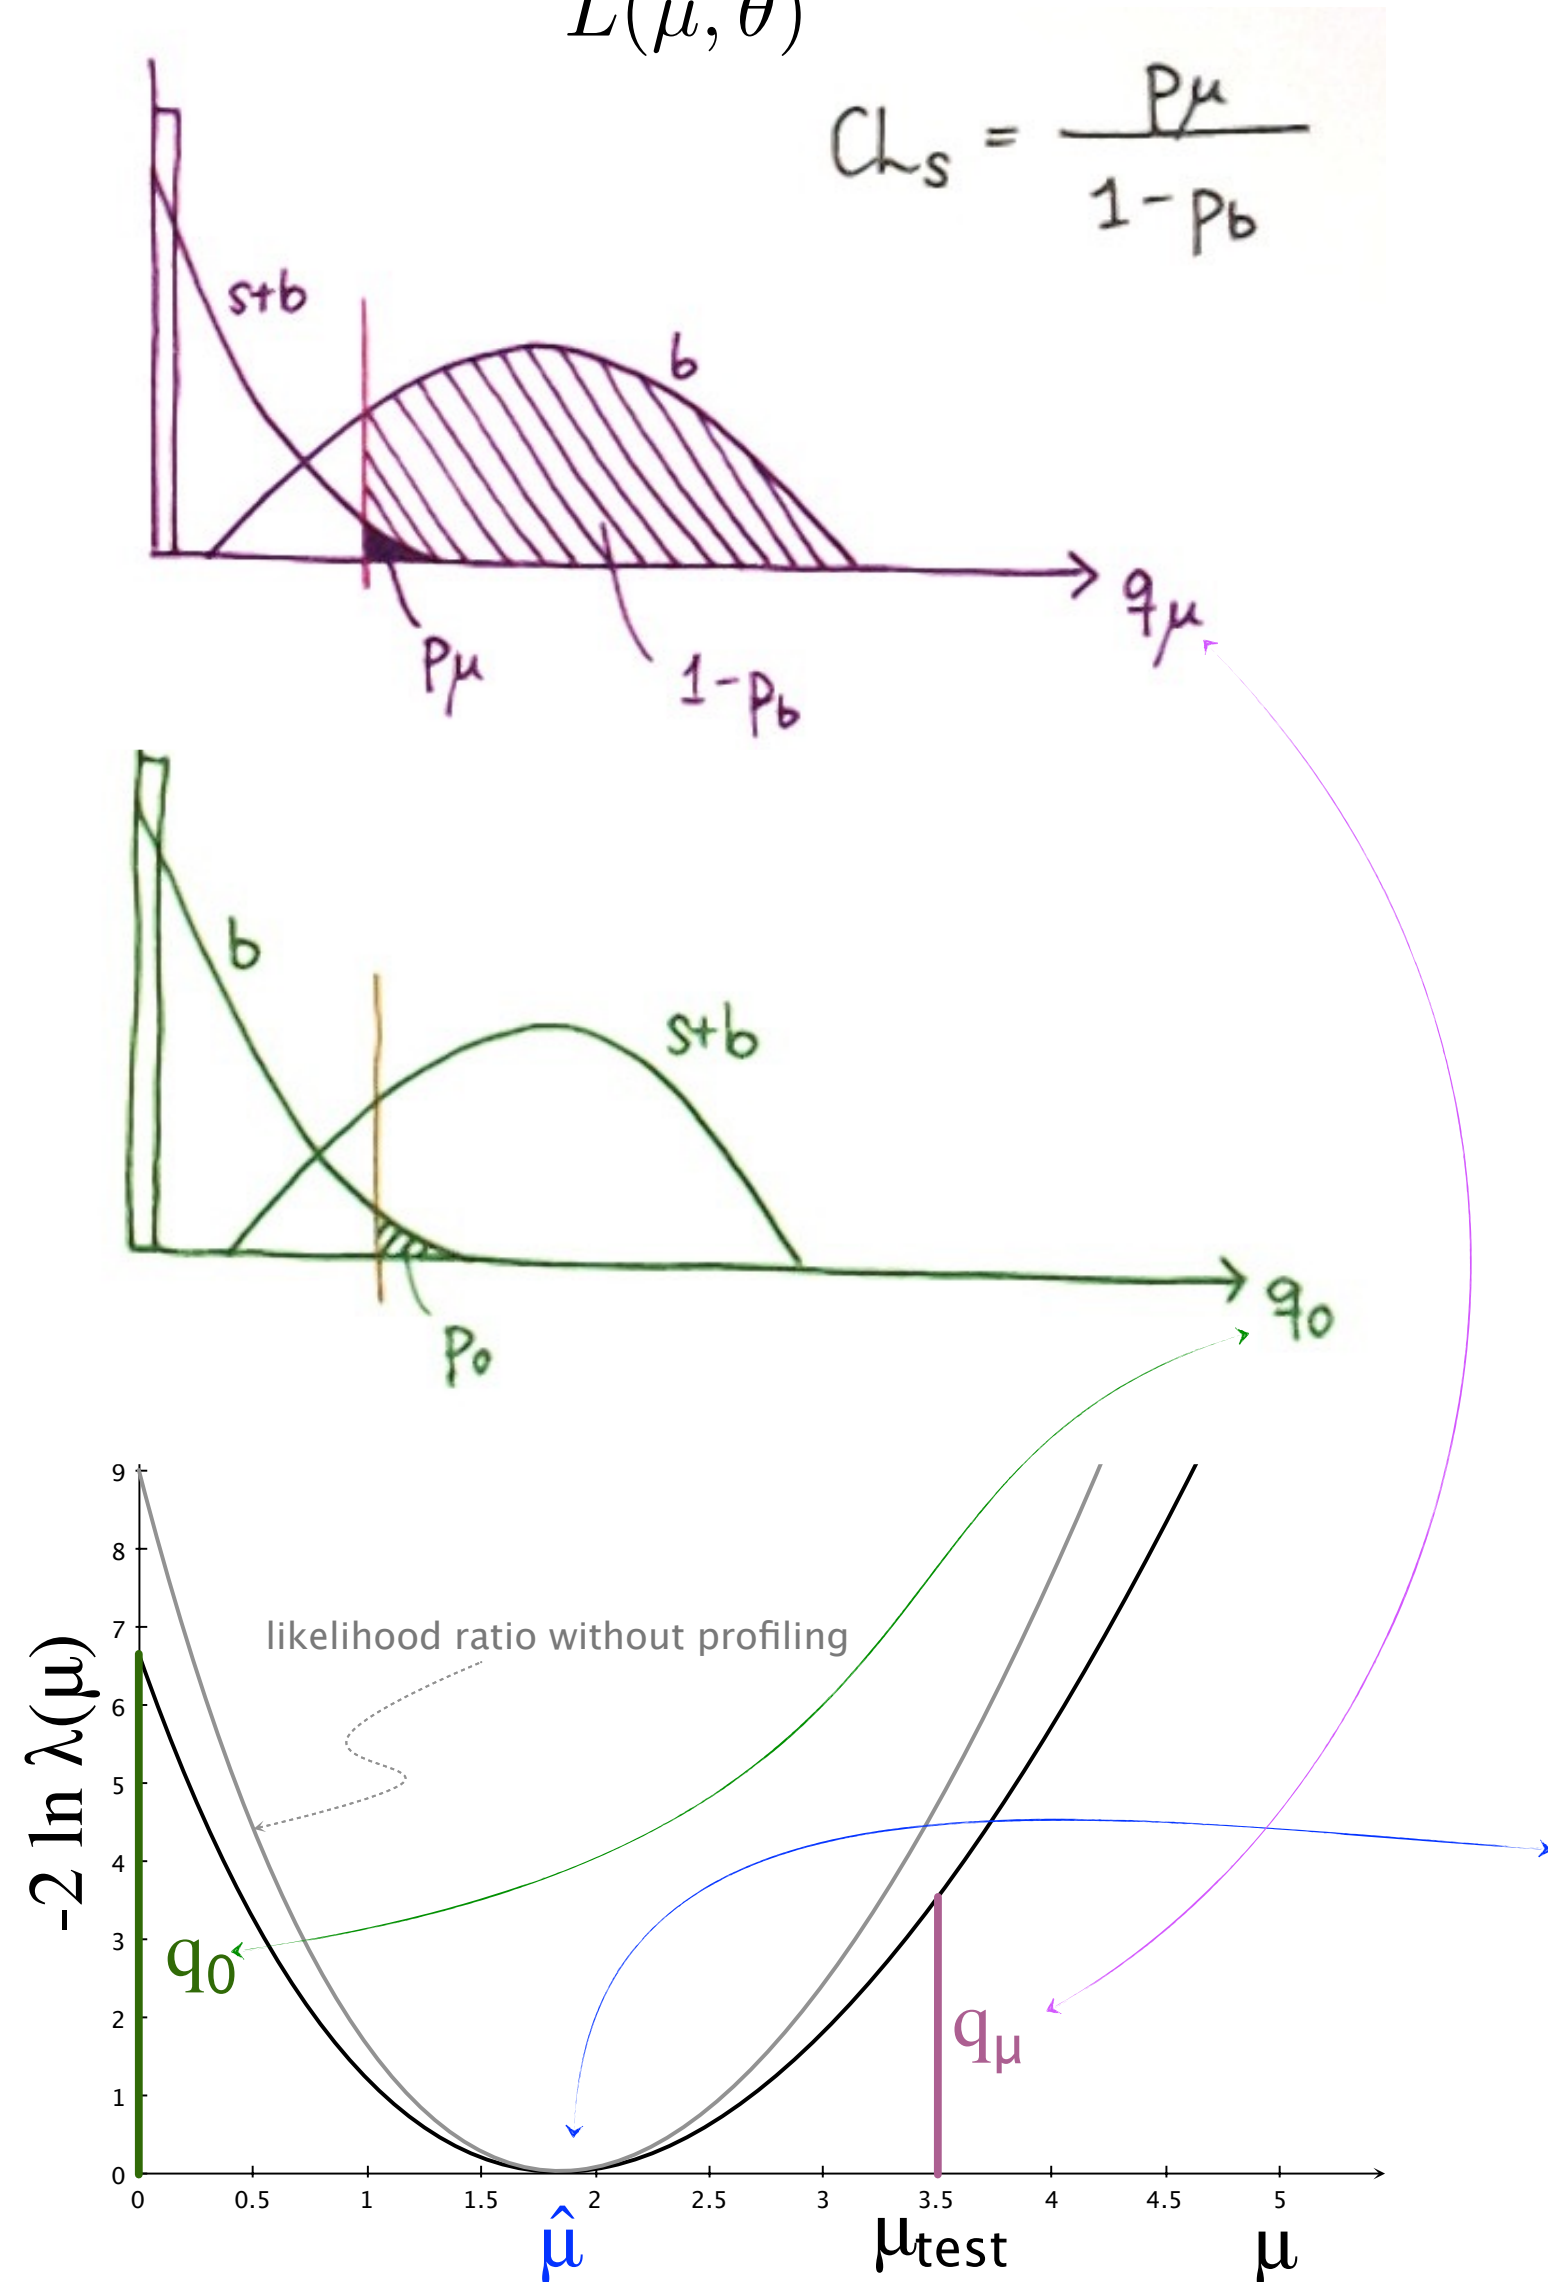 L(μ, θ)
CLs = pμ / 1-pb
s+b
b
qμ
pμ
1-pb
b
s+b
q0
p0
9
8
7
likelihood ratio without profiling
6
5
4
3
2
1
0
-2 ln λ(μ)
q0
qμ
0 0.5 1 1.5 2 2.5 3 3.5 4 4.5 5
μ̂ μtest μ